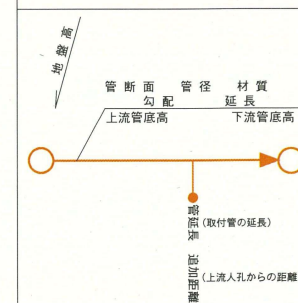 地盤高
管断面 管径 材質
勾配 延長
上流管底高 下流管底高
管延長 (取付管の延長)
追加距離 (上流人孔からの距離